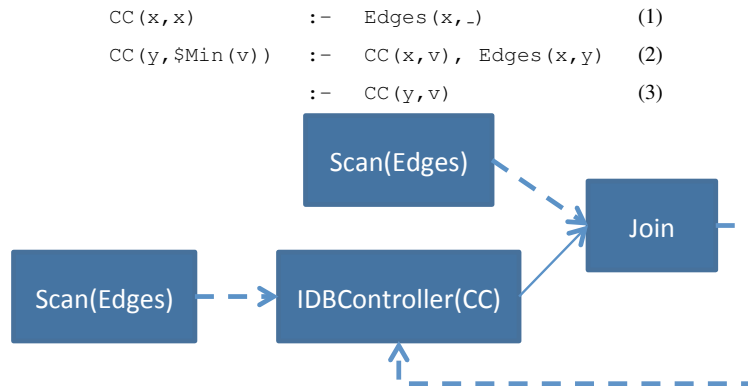 CC(x,x) :- Edges(x,_) (1)
CC(y,$Min(v)) :- CC(x,v), Edges(x,y) (2)
:- CC(y,v) (3)
Scan(Edges)
Join
Scan(Edges)
IDBController(CC)